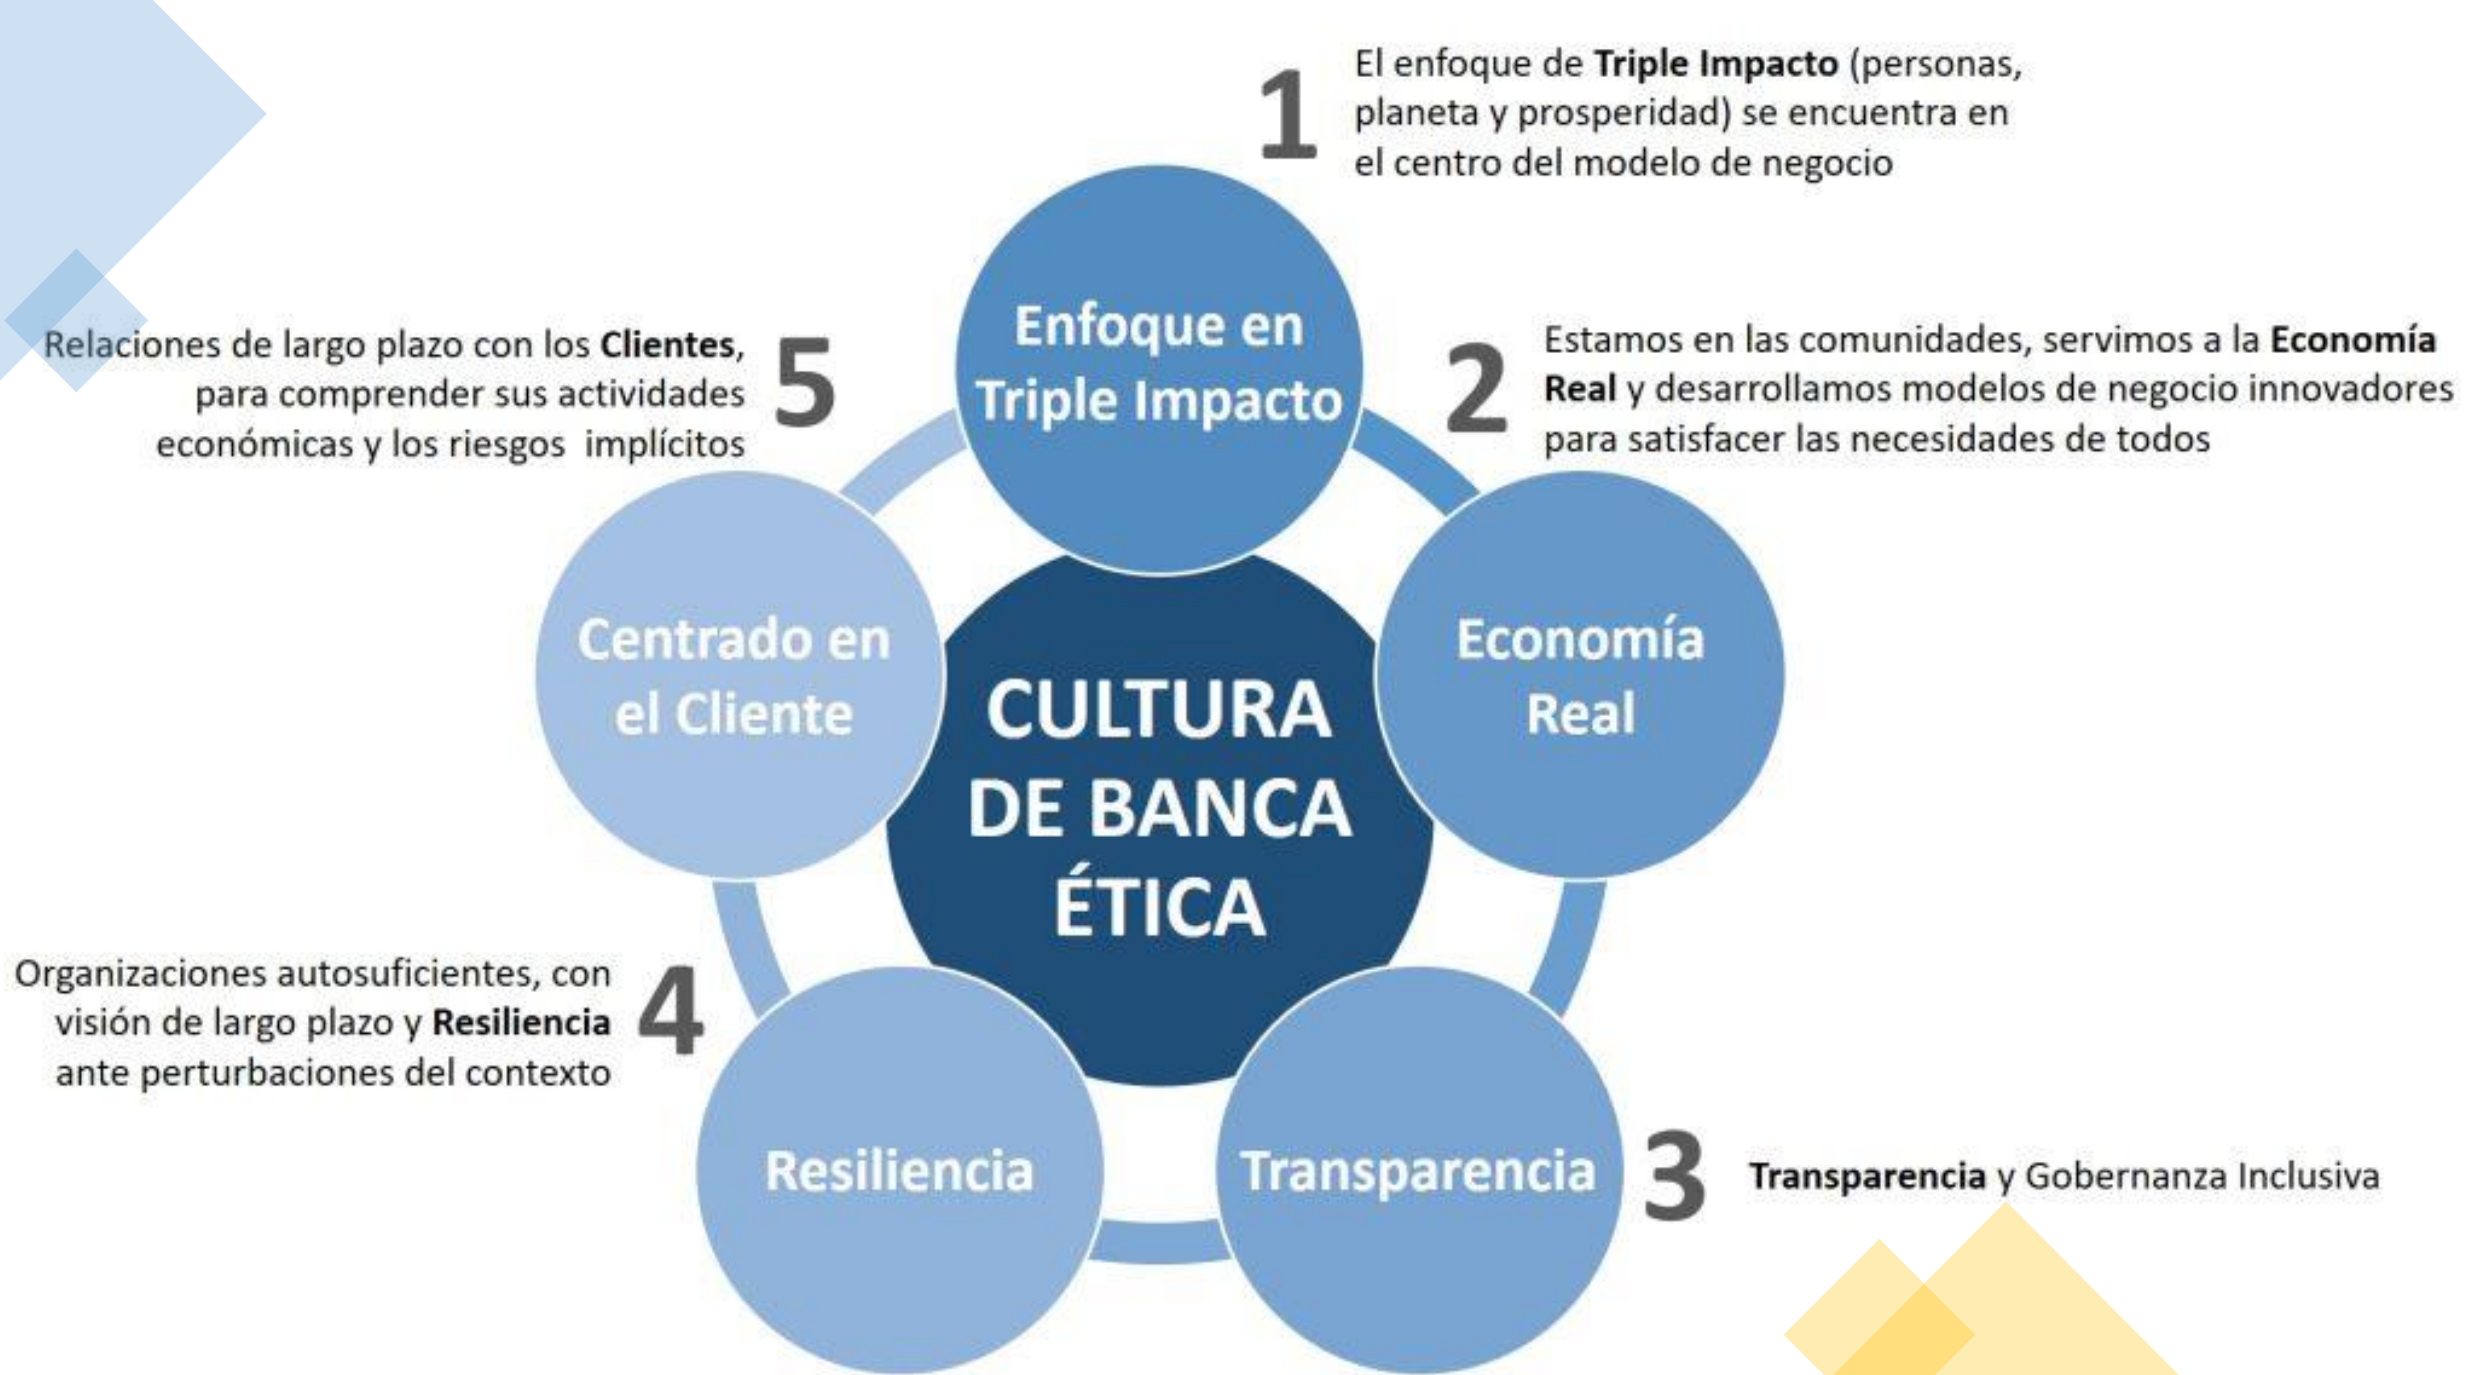 1
El enfoque de Triple Impacto (personas,
planeta y prosperidad) se encuentra en
el centro del modelo de negocio
Enfoque en
Triple Impacto
2
Estamos en las comunidades, servimos a la Economía
Real y desarrollamos modelos de negocio innovadores
para satisfacer las necesidades de todos
Economía
Real
3
Transparencia y Gobernanza Inclusiva
Transparencia
4
Organizaciones autosuficientes, con
visión de largo plazo y Resiliencia
ante perturbaciones del contexto
Resiliencia
5
Relaciones de largo plazo con los Clientes,
para comprender sus actividades
económicas y los riesgos implícitos
Centrado en
el Cliente
CULTURA
DE BANCA
ÉTICA